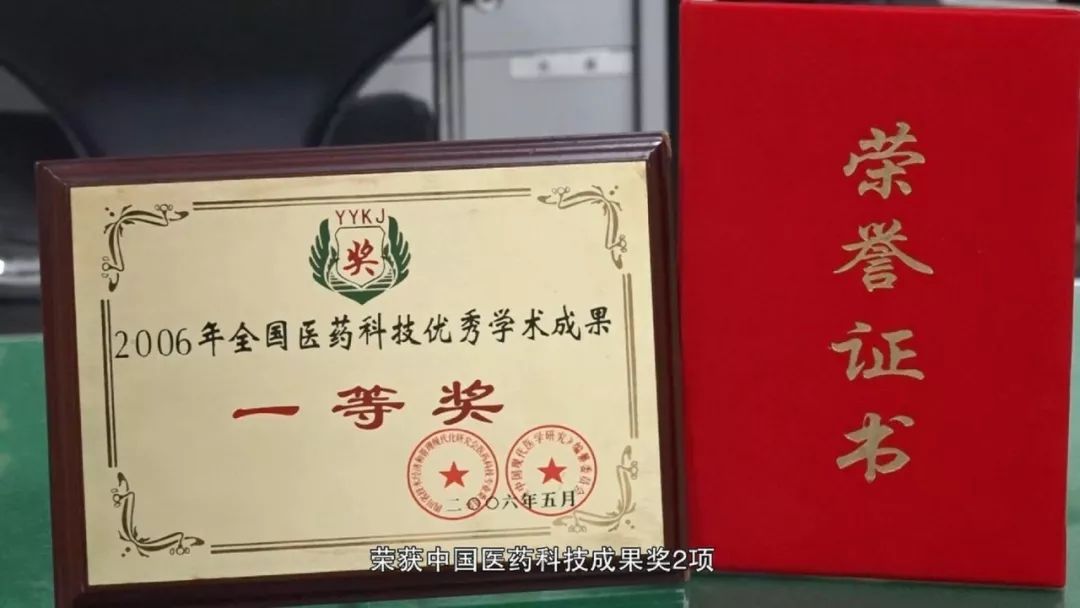 YYKJ
奖
2006年全国医药科技优秀学术成果
一等奖
二〇〇六年五月
荣誉证书
荣获中国医药科技成果奖2项